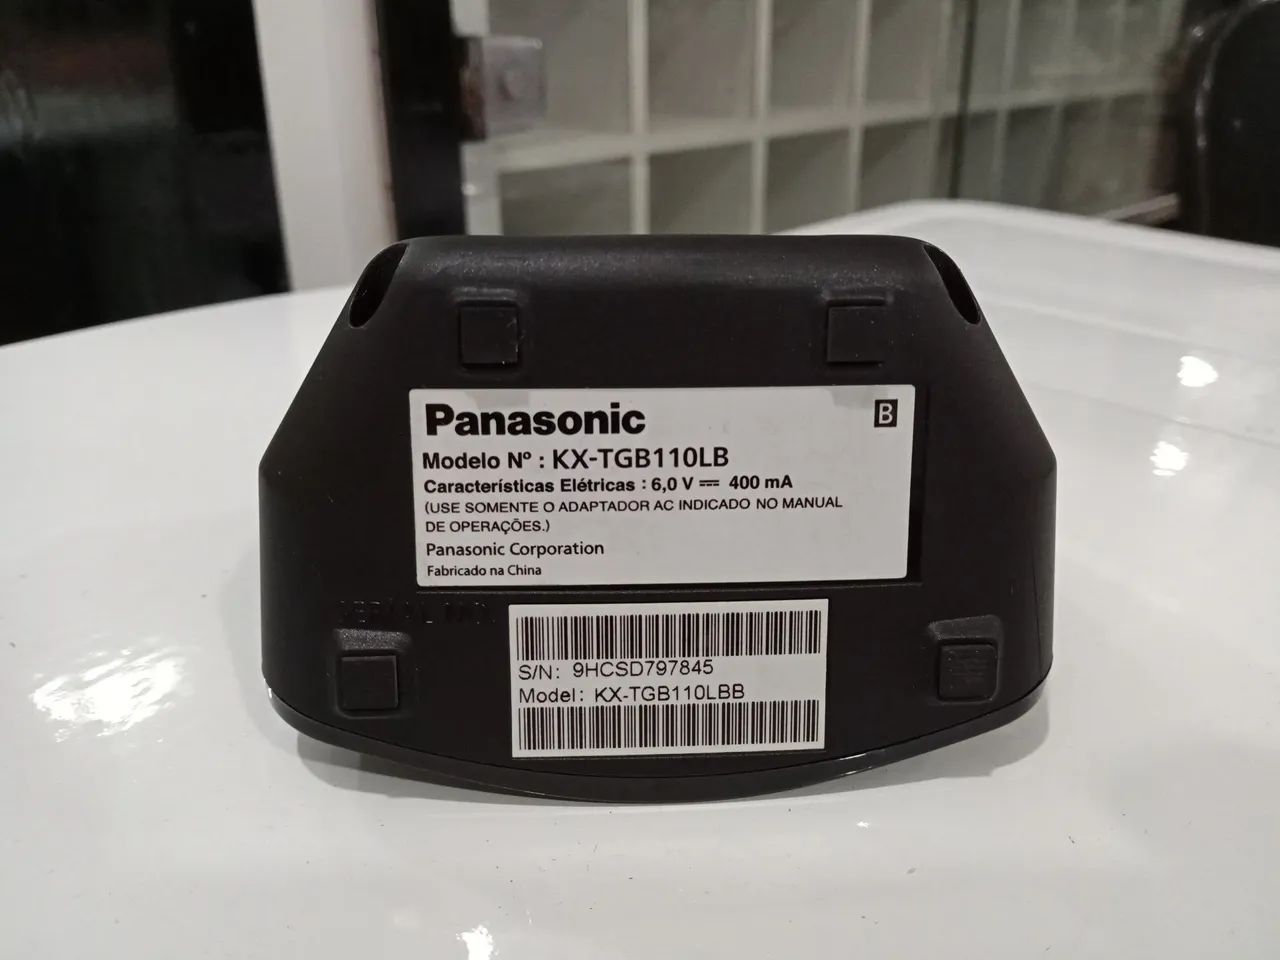 Panasonic
B
Modelo Nº : KX-TGB110LB
Características Elétricas : 6,0 V ⎓ 400 mA
(USE SOMENTE O ADAPTADOR AC INDICADO NO MANUAL
DE OPERAÇÕES.)
Panasonic Corporation
Fabricado na China
S/N: 9HCSD797845
Model: KX-TGB110LBB